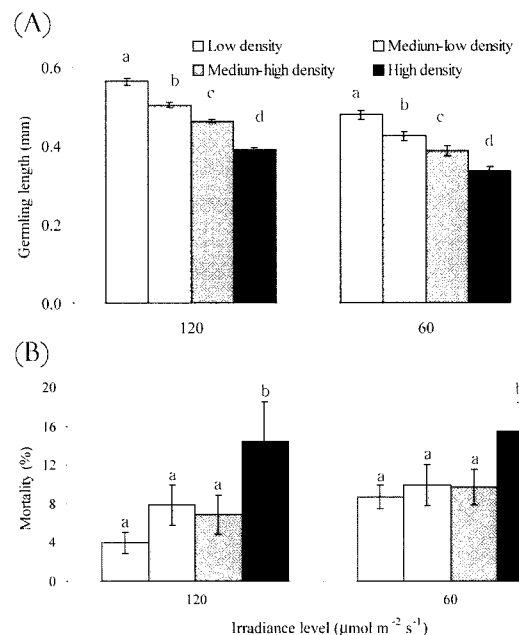 (A)
Low density
Medium-low density
Medium-high density
High density
a
b
c
d
a
b
c
d
0.6
0.4
0.2
0.0
Germling length (mm)
120
60
(B)
b
a
a
a
a
a
a
20
16
12
8
4
0
Mortality (%)
120
60
Irradiance level (μmol m⁻² s⁻¹)